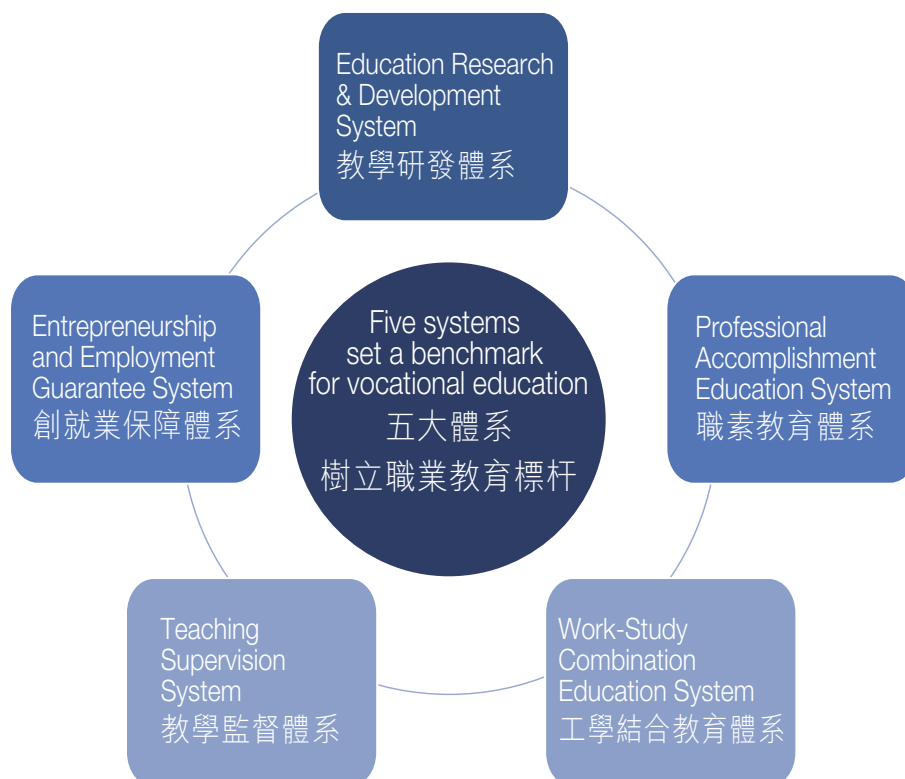 Education Research
& Development
System
教學研發體系
Entrepreneurship
and Employment
Guarantee System
創就業保障體系
Five systems
set a benchmark
for vocational education
五大體系
樹立職業教育標杆
Professional
Accomplishment
Education System
職素教育體系
Teaching
Supervision
System
教學監督體系
Work-Study
Combination
Education System
工學結合教育體系